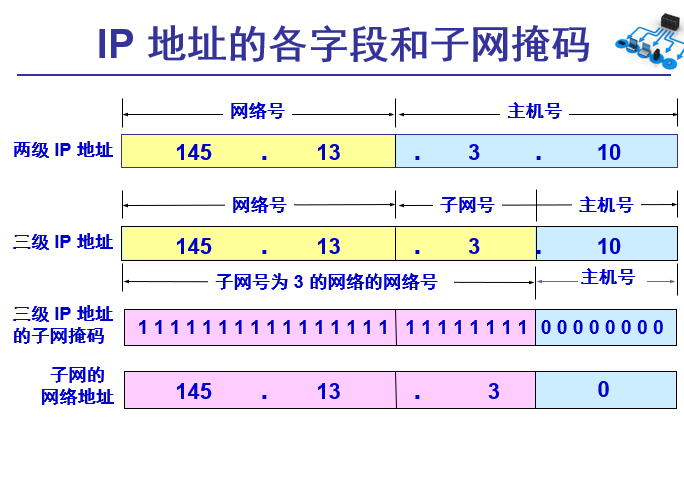 IP 地址的各字段和子网掩码
网络号 主机号
两级 IP 地址 145 . 13 . 3 . 10
网络号 子网号 主机号
三级 IP 地址 145 . 13 . 3 . 10
子网号为 3 的网络的网络号 主机号
三级 IP 地址
的子网掩码 1 1 1 1 1 1 1 1 1 1 1 1 1 1 1 1 1 1 1 1 1 1 1 1 0 0 0 0 0 0 0 0
子网的
网络地址 145 . 13 . 3 0